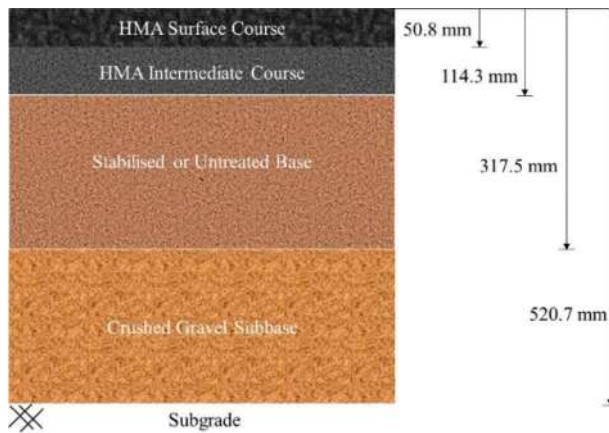 HMA Surface Course
50.8 mm
HMA Intermediate Course
114.3 mm
Stabilised or Untreated Base
317.5 mm
Crushed Gravel Subbase
520.7 mm
Subgrade